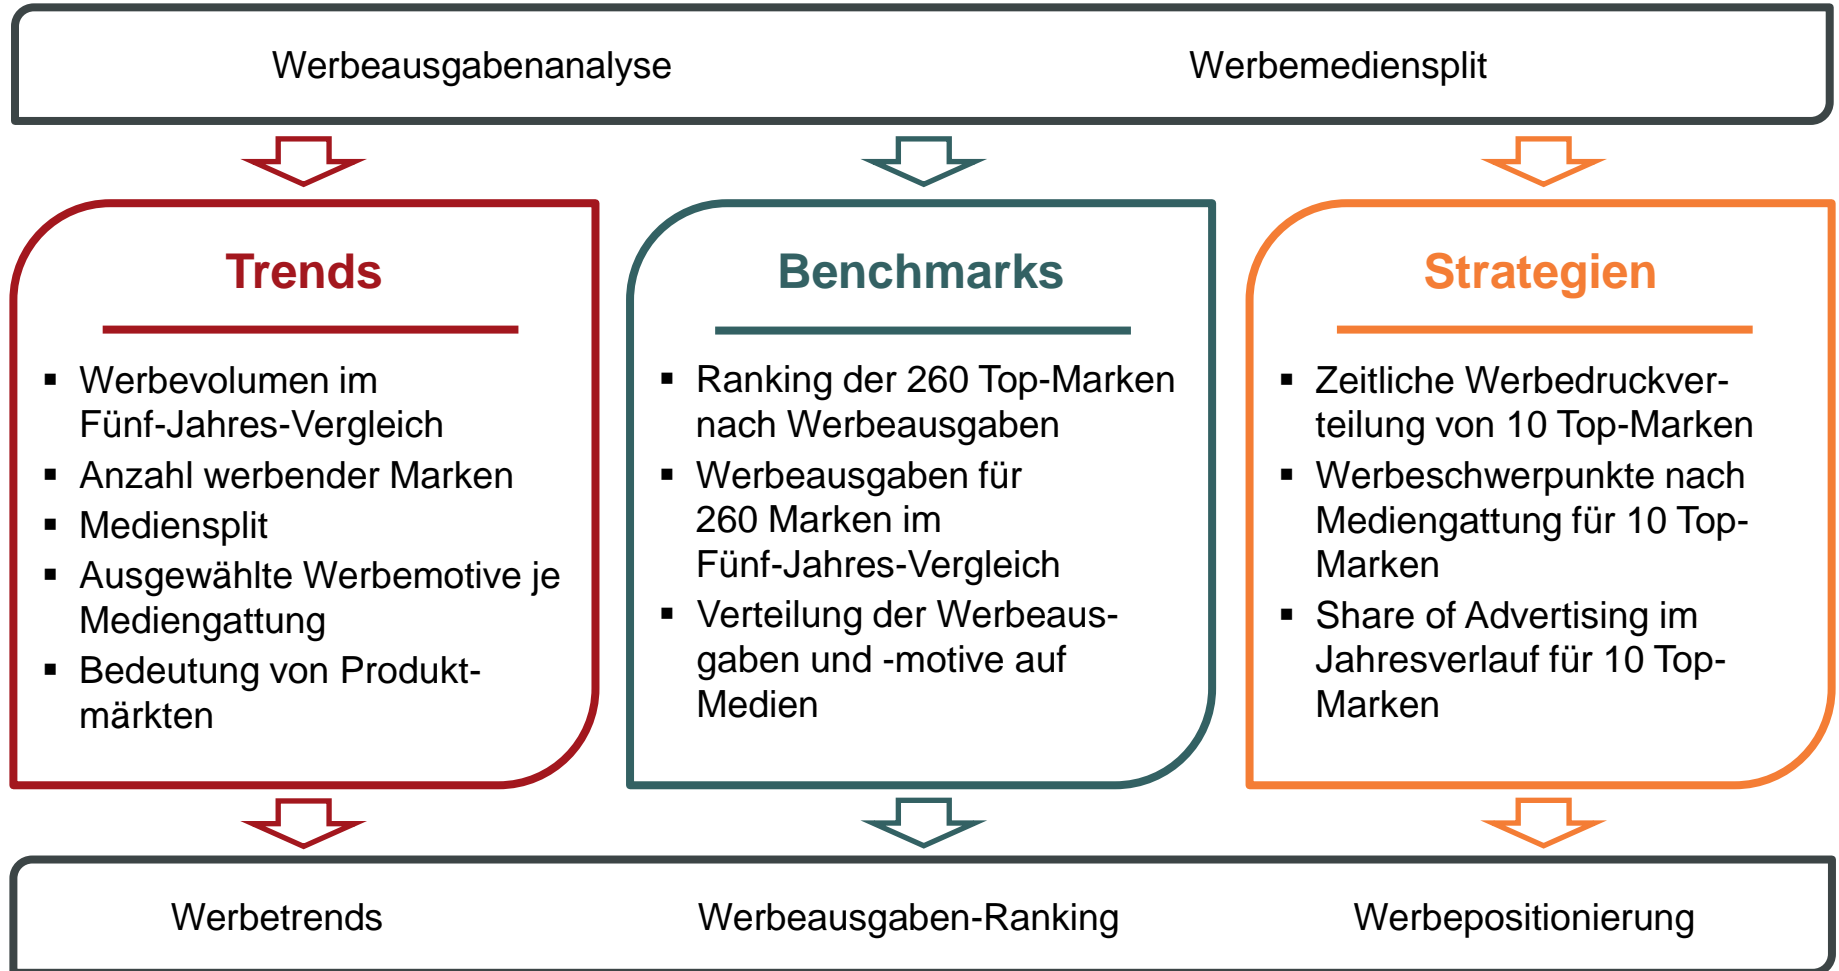 Werbeausgabenanalyse
Werbemediensplit
Trends
▪ Werbevolumen im
Fünf-Jahres-Vergleich
▪ Anzahl werbender Marken
▪ Mediensplit
▪ Ausgewählte Werbemotive je
Mediengattung
▪ Bedeutung von Produkt-
märkten
Benchmarks
▪ Ranking der 260 Top-Marken
nach Werbeausgaben
▪ Werbeausgaben für
260 Marken im
Fünf-Jahres-Vergleich
▪ Verteilung der Werbeaus-
gaben und -motive auf
Medien
Strategien
▪ Zeitliche Werbedruckver-
teilung von 10 Top-Marken
▪ Werbeschwerpunkte nach
Mediengattung für 10 Top-
Marken
▪ Share of Advertising im
Jahresverlauf für 10 Top-
Marken
Werbetrends
Werbeausgaben-Ranking
Werbepositionierung